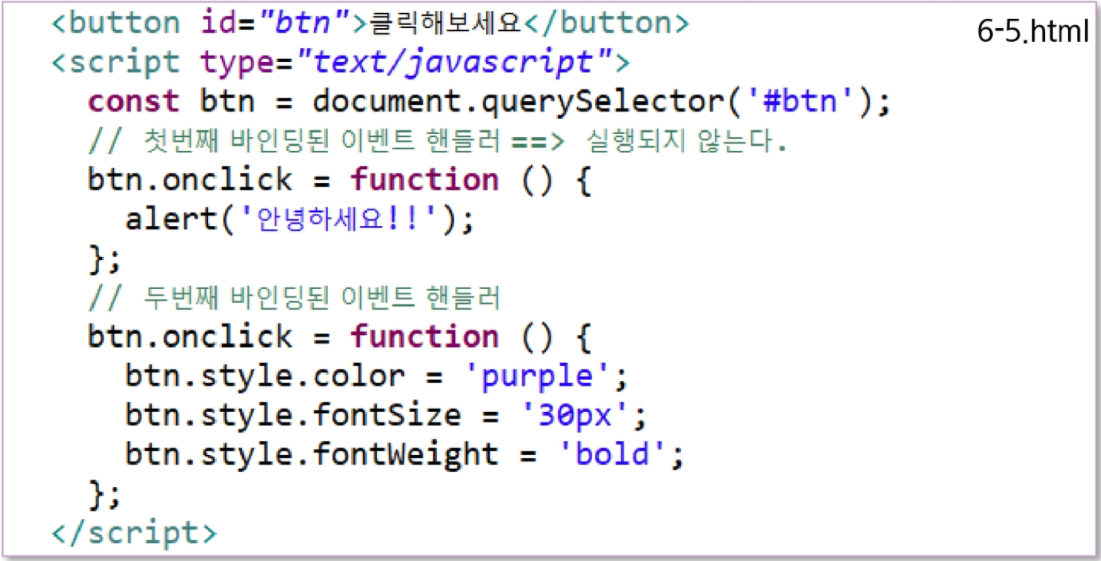 <button id="btn">클릭해보세요</button>
6-5.html
<script type="text/javascript">
const btn = document.querySelector('#btn');
// 첫번째 바인딩된 이벤트 핸들러 ==> 실행되지 않는다.
btn.onclick = function () {
alert('안녕하세요!!');
};
// 두번째 바인딩된 이벤트 핸들러
btn.onclick = function () {
btn.style.color = 'purple';
btn.style.fontSize = '30px';
btn.style.fontWeight = 'bold';
};
</script>